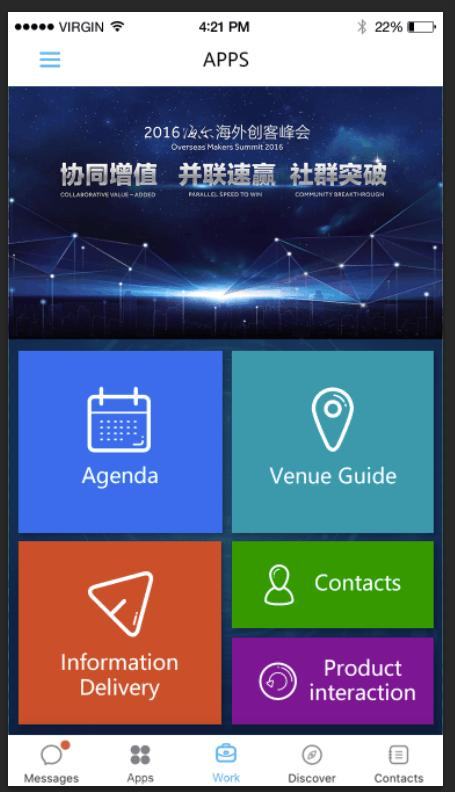 VIRGIN
4:21 PM
22%
APPS
2016 海外创客峰会
Overseas Makers Summit 2016
协同增值 并联速赢 社群突破
COLLABORATIVE VALUE – ADDED PARALLEL SPEED TO WIN COMMUNITY BREAKTHROUGH
Agenda
Venue Guide
Information
Delivery
Contacts
Product
interaction
Messages
Apps
Work
Discover
Contacts